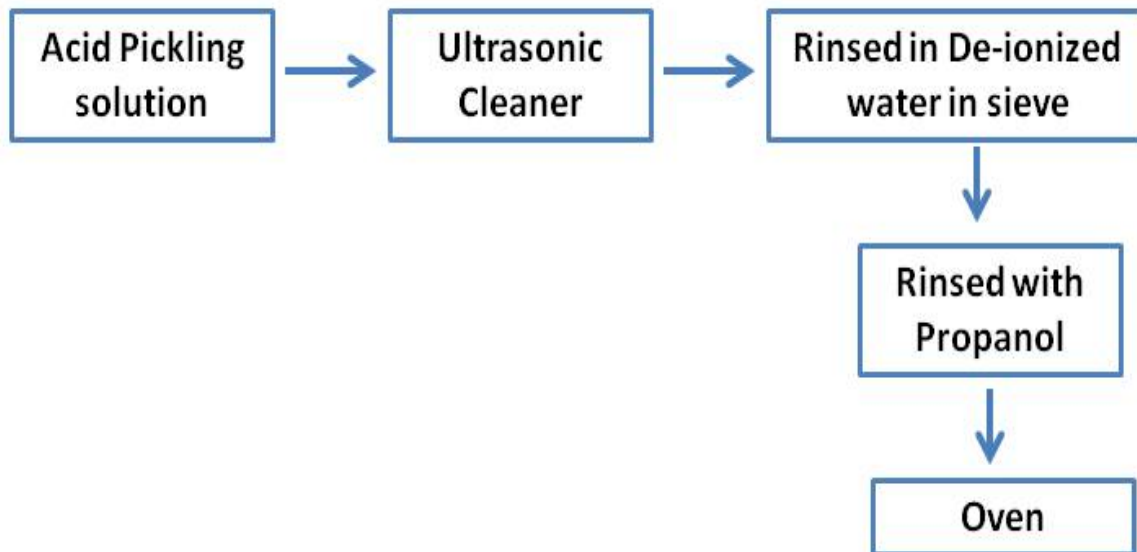 Acid Pickling
solution
Ultrasonic
Cleaner
Rinsed in De-ionized
water in sieve
Rinsed with
Propanol
Oven